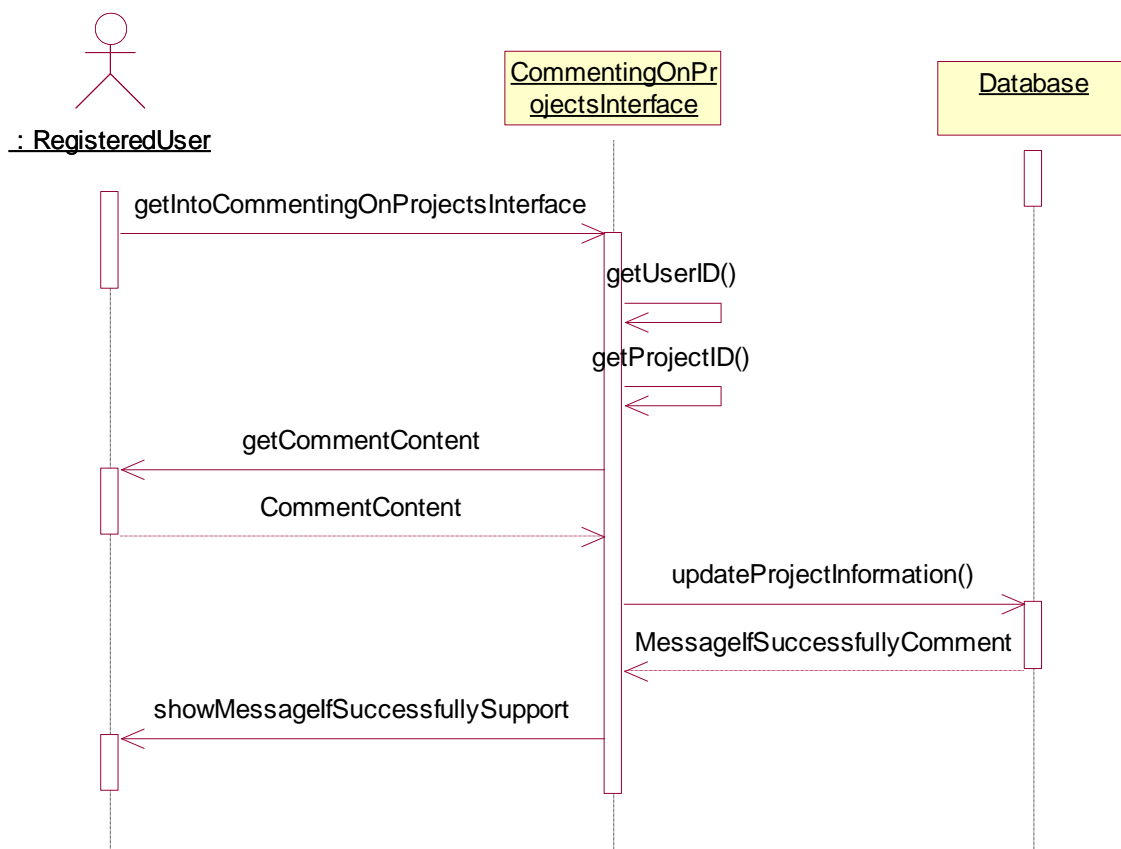 CommentingOnPr
ojectsInterface
Database
: RegisteredUser
getIntoCommentingOnProjectsInterface
getUserID()
getProjectID()
getCommentContent
CommentContent
updateProjectInformation()
MessageIfSuccessfullyComment
showMessageIfSuccessfullySupport